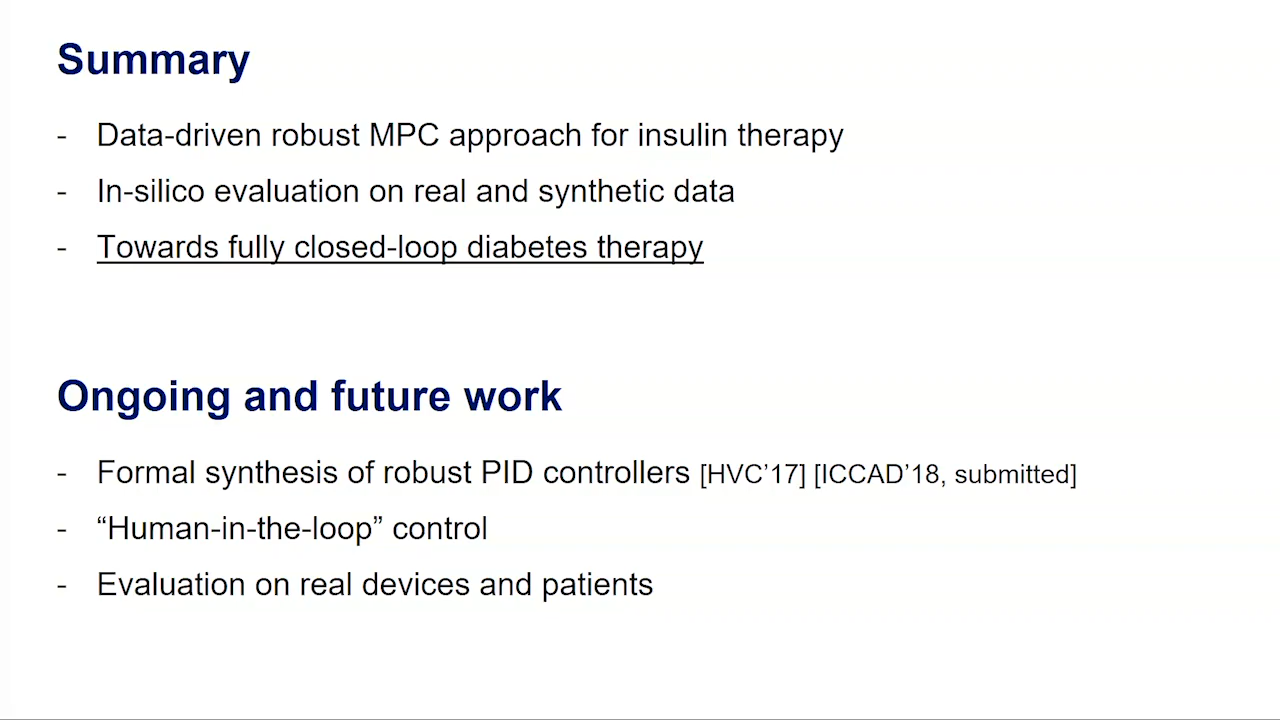 Summary
- Data-driven robust MPC approach for insulin therapy
- In-silico evaluation on real and synthetic data
- Towards fully closed-loop diabetes therapy
Ongoing and future work
- Formal synthesis of robust PID controllers [HVC’17] [ICCAD’18, submitted]
- “Human-in-the-loop” control
- Evaluation on real devices and patients